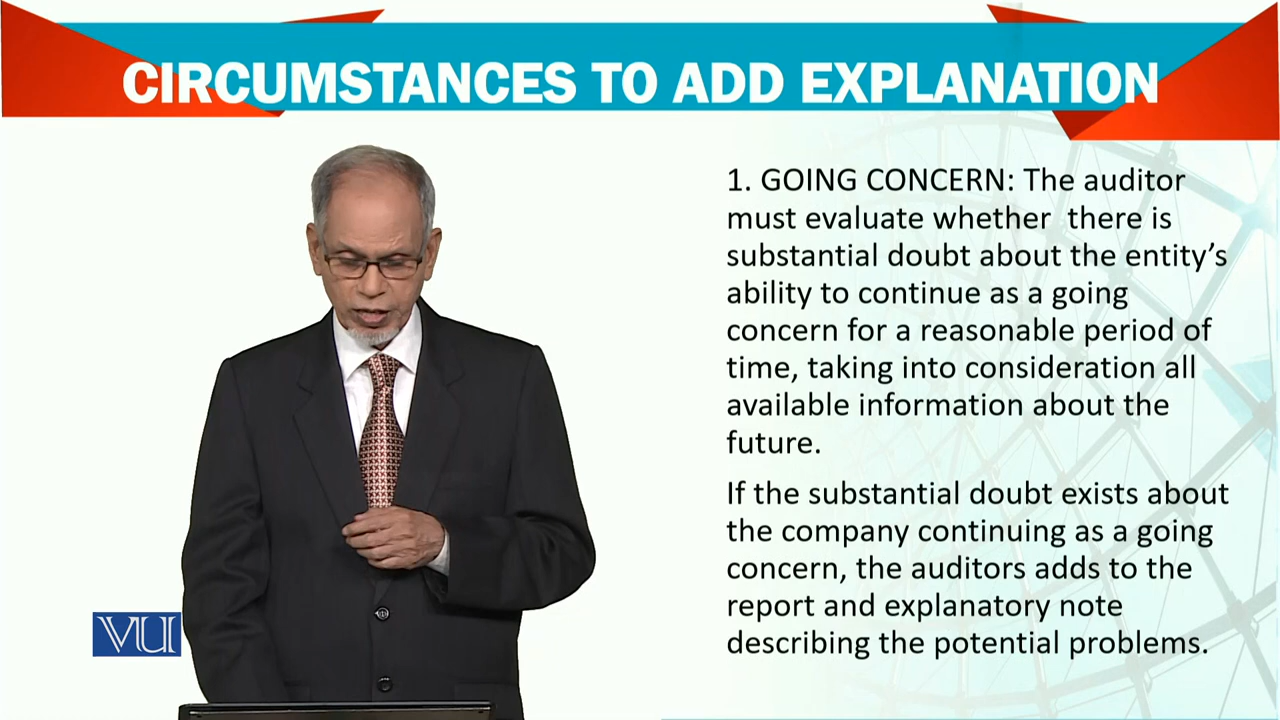 CIRCUMSTANCES TO ADD EXPLANATION
1. GOING CONCERN: The auditor
must evaluate whether  there is
substantial doubt about the entity’s
ability to continue as a going
concern for a reasonable period of
time, taking into consideration all
available information about the
future.
If the substantial doubt exists about
the company continuing as a going
concern, the auditors adds to the
report and explanatory note
describing the potential problems.
VU